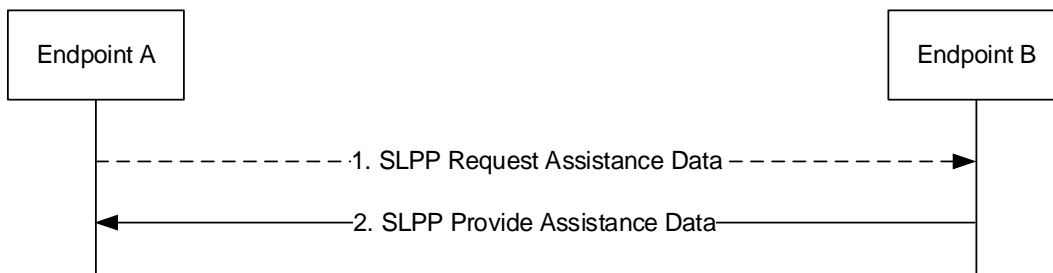 Endpoint A
Endpoint B
1. SLPP Request Assistance Data
2. SLPP Provide Assistance Data